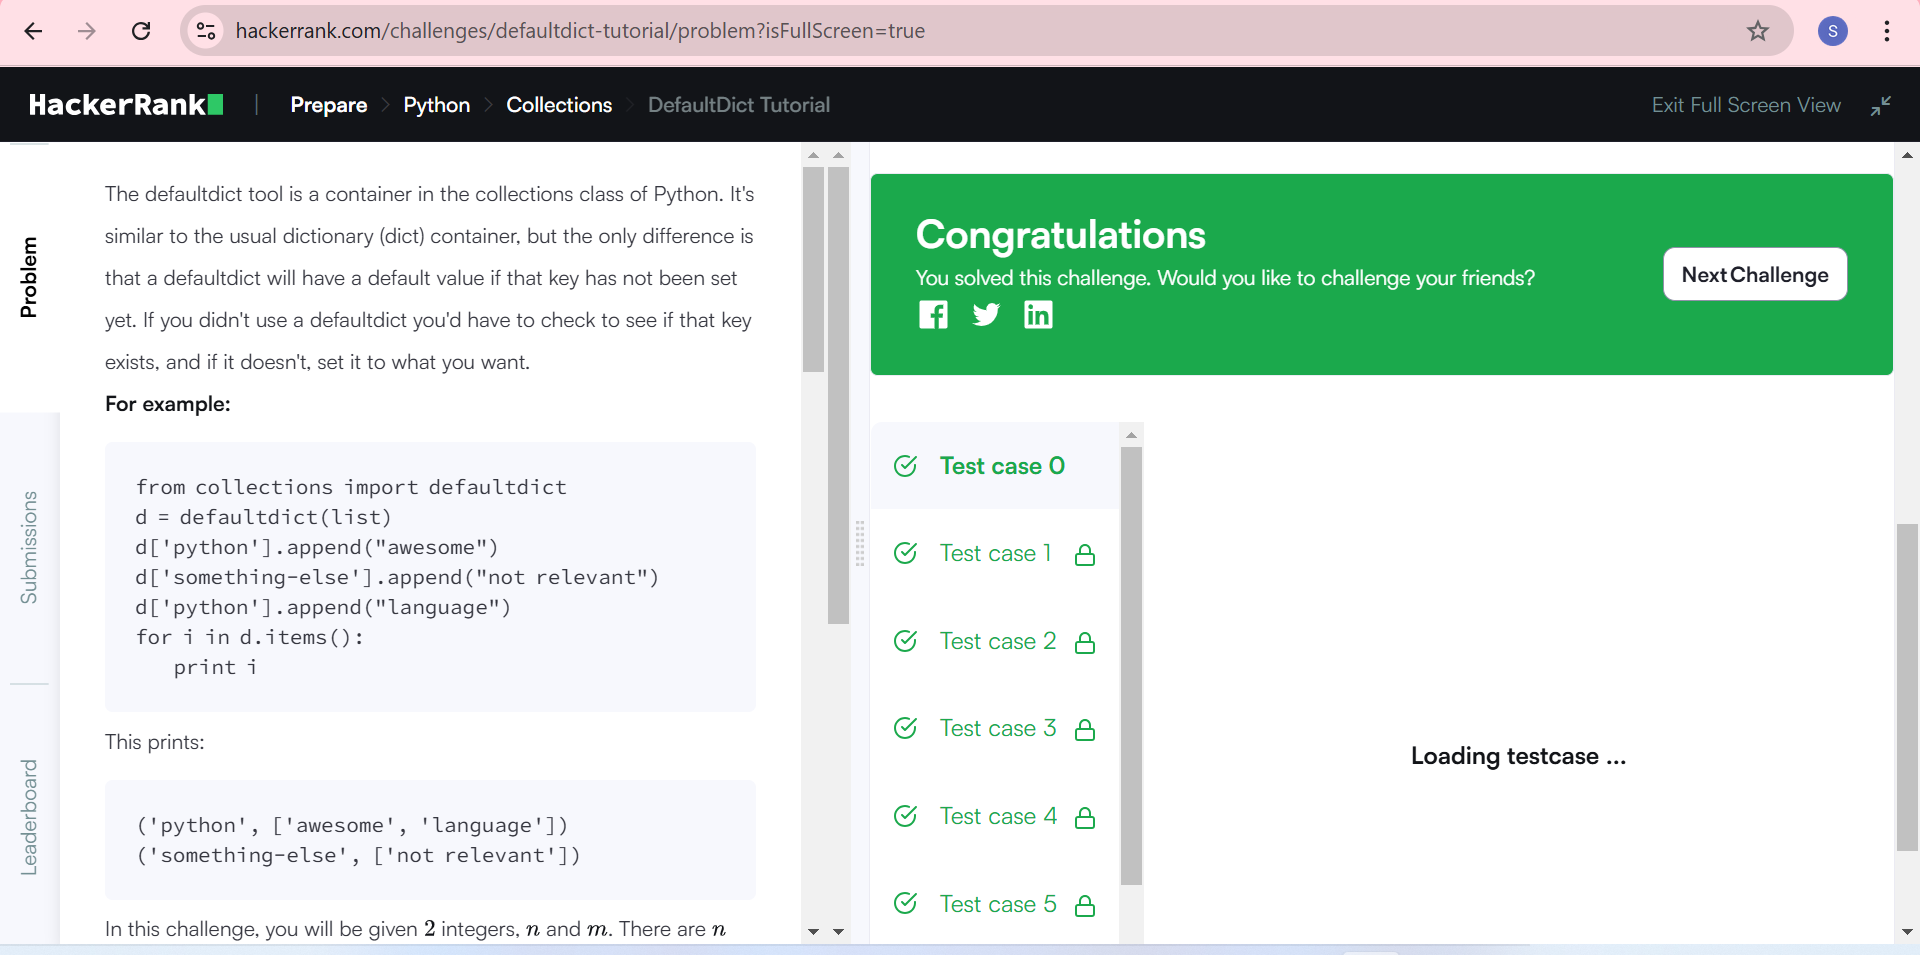 hackerrank.com/challenges/defaultdict-tutorial/problem?isFullScreen=true
S
HackerRank
Prepare
Python
Collections
DefaultDict Tutorial
Exit Full Screen View
Problem
Submissions
Leaderboard
The defaultdict tool is a container in the collections class of Python. It's
similar to the usual dictionary (dict) container, but the only difference is
that a defaultdict will have a default value if that key has not been set
yet. If you didn't use a defaultdict you'd have to check to see if that key
exists, and if it doesn't, set it to what you want.
For example:
from collections import defaultdict
d = defaultdict(list)
d['python'].append("awesome")
d['something-else'].append("not relevant")
d['python'].append("language")
for i in d.items():
print i
This prints:
('python', ['awesome', 'language'])
('something-else', ['not relevant'])
In this challenge, you will be given 2 integers, n and m. There are n
Congratulations
You solved this challenge. Would you like to challenge your friends?
Next Challenge
Test case 0
Test case 1
Test case 2
Test case 3
Test case 4
Test case 5
Loading testcase ...